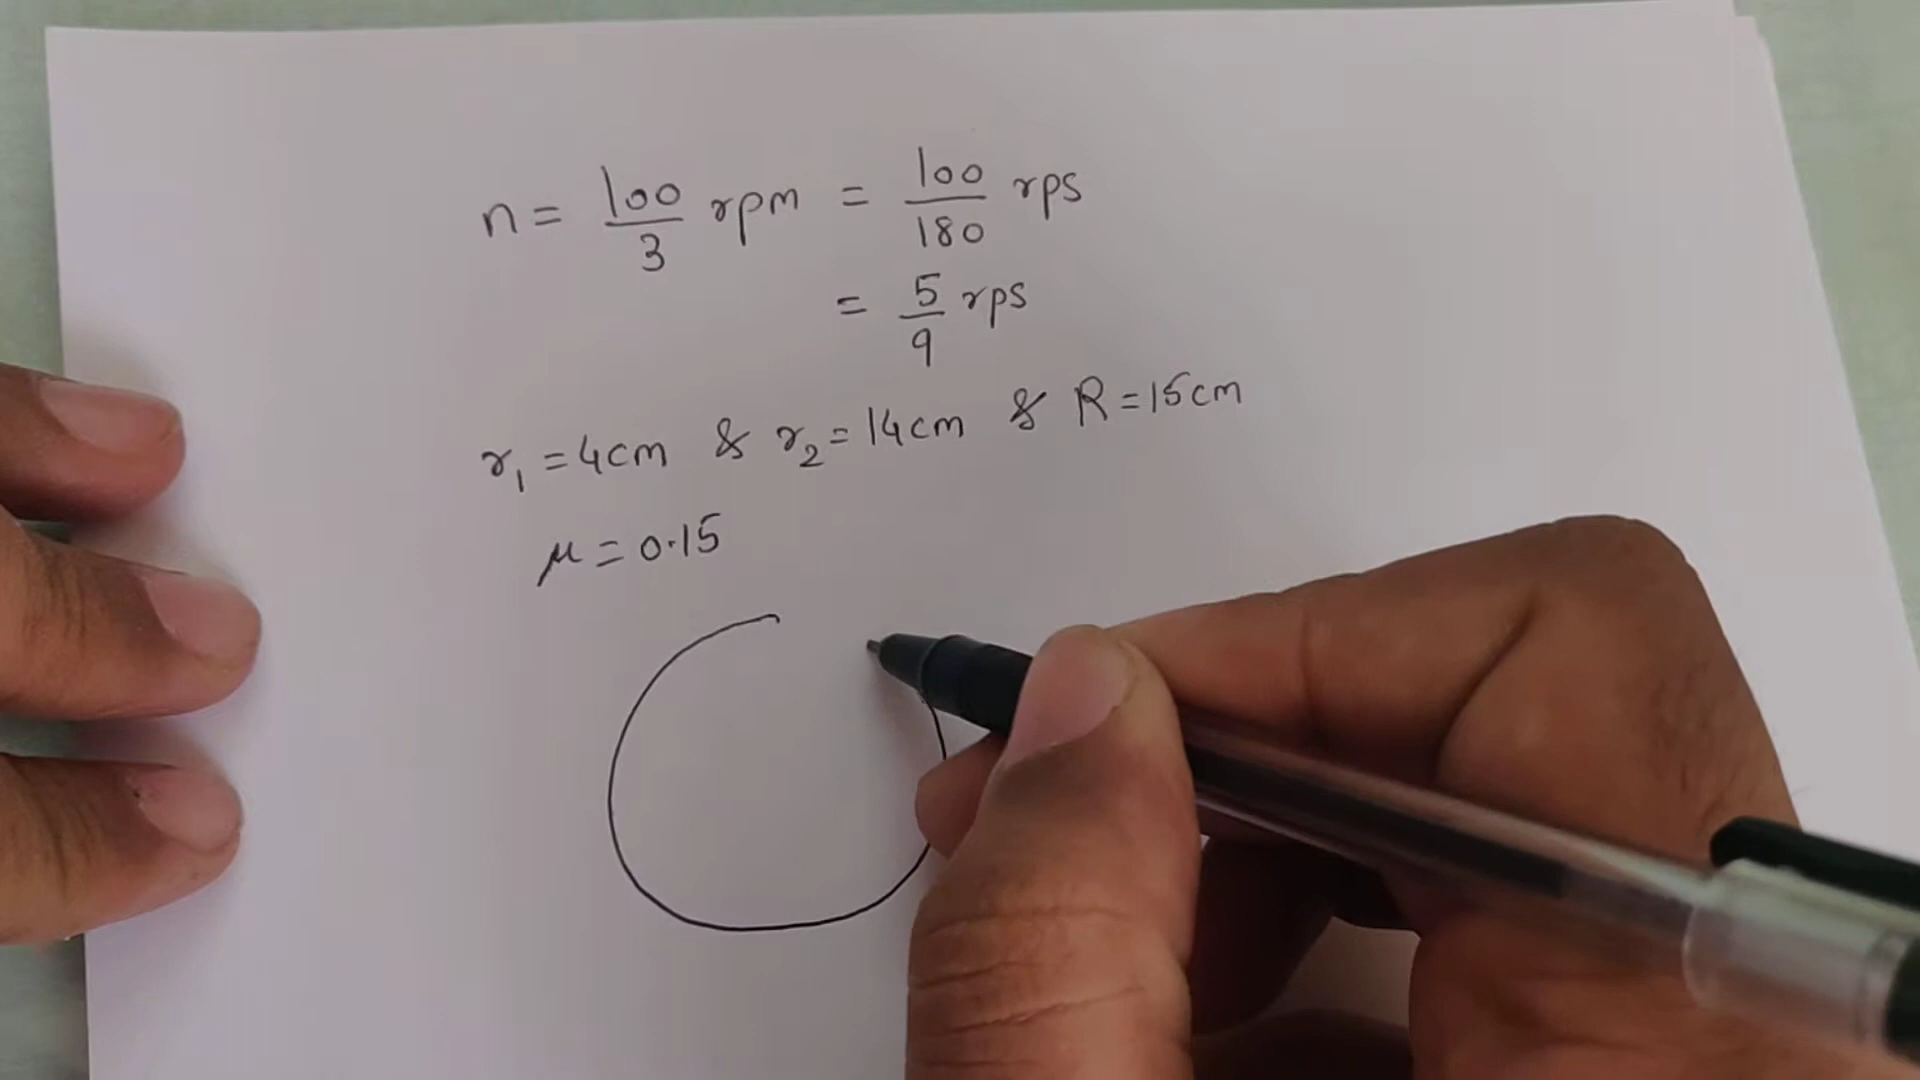 n = 100/3 rpm = 100/180 rps
= 5/9 rps
r₁ = 4cm & r₂ = 14cm & R = 15cm
μ = 0.15